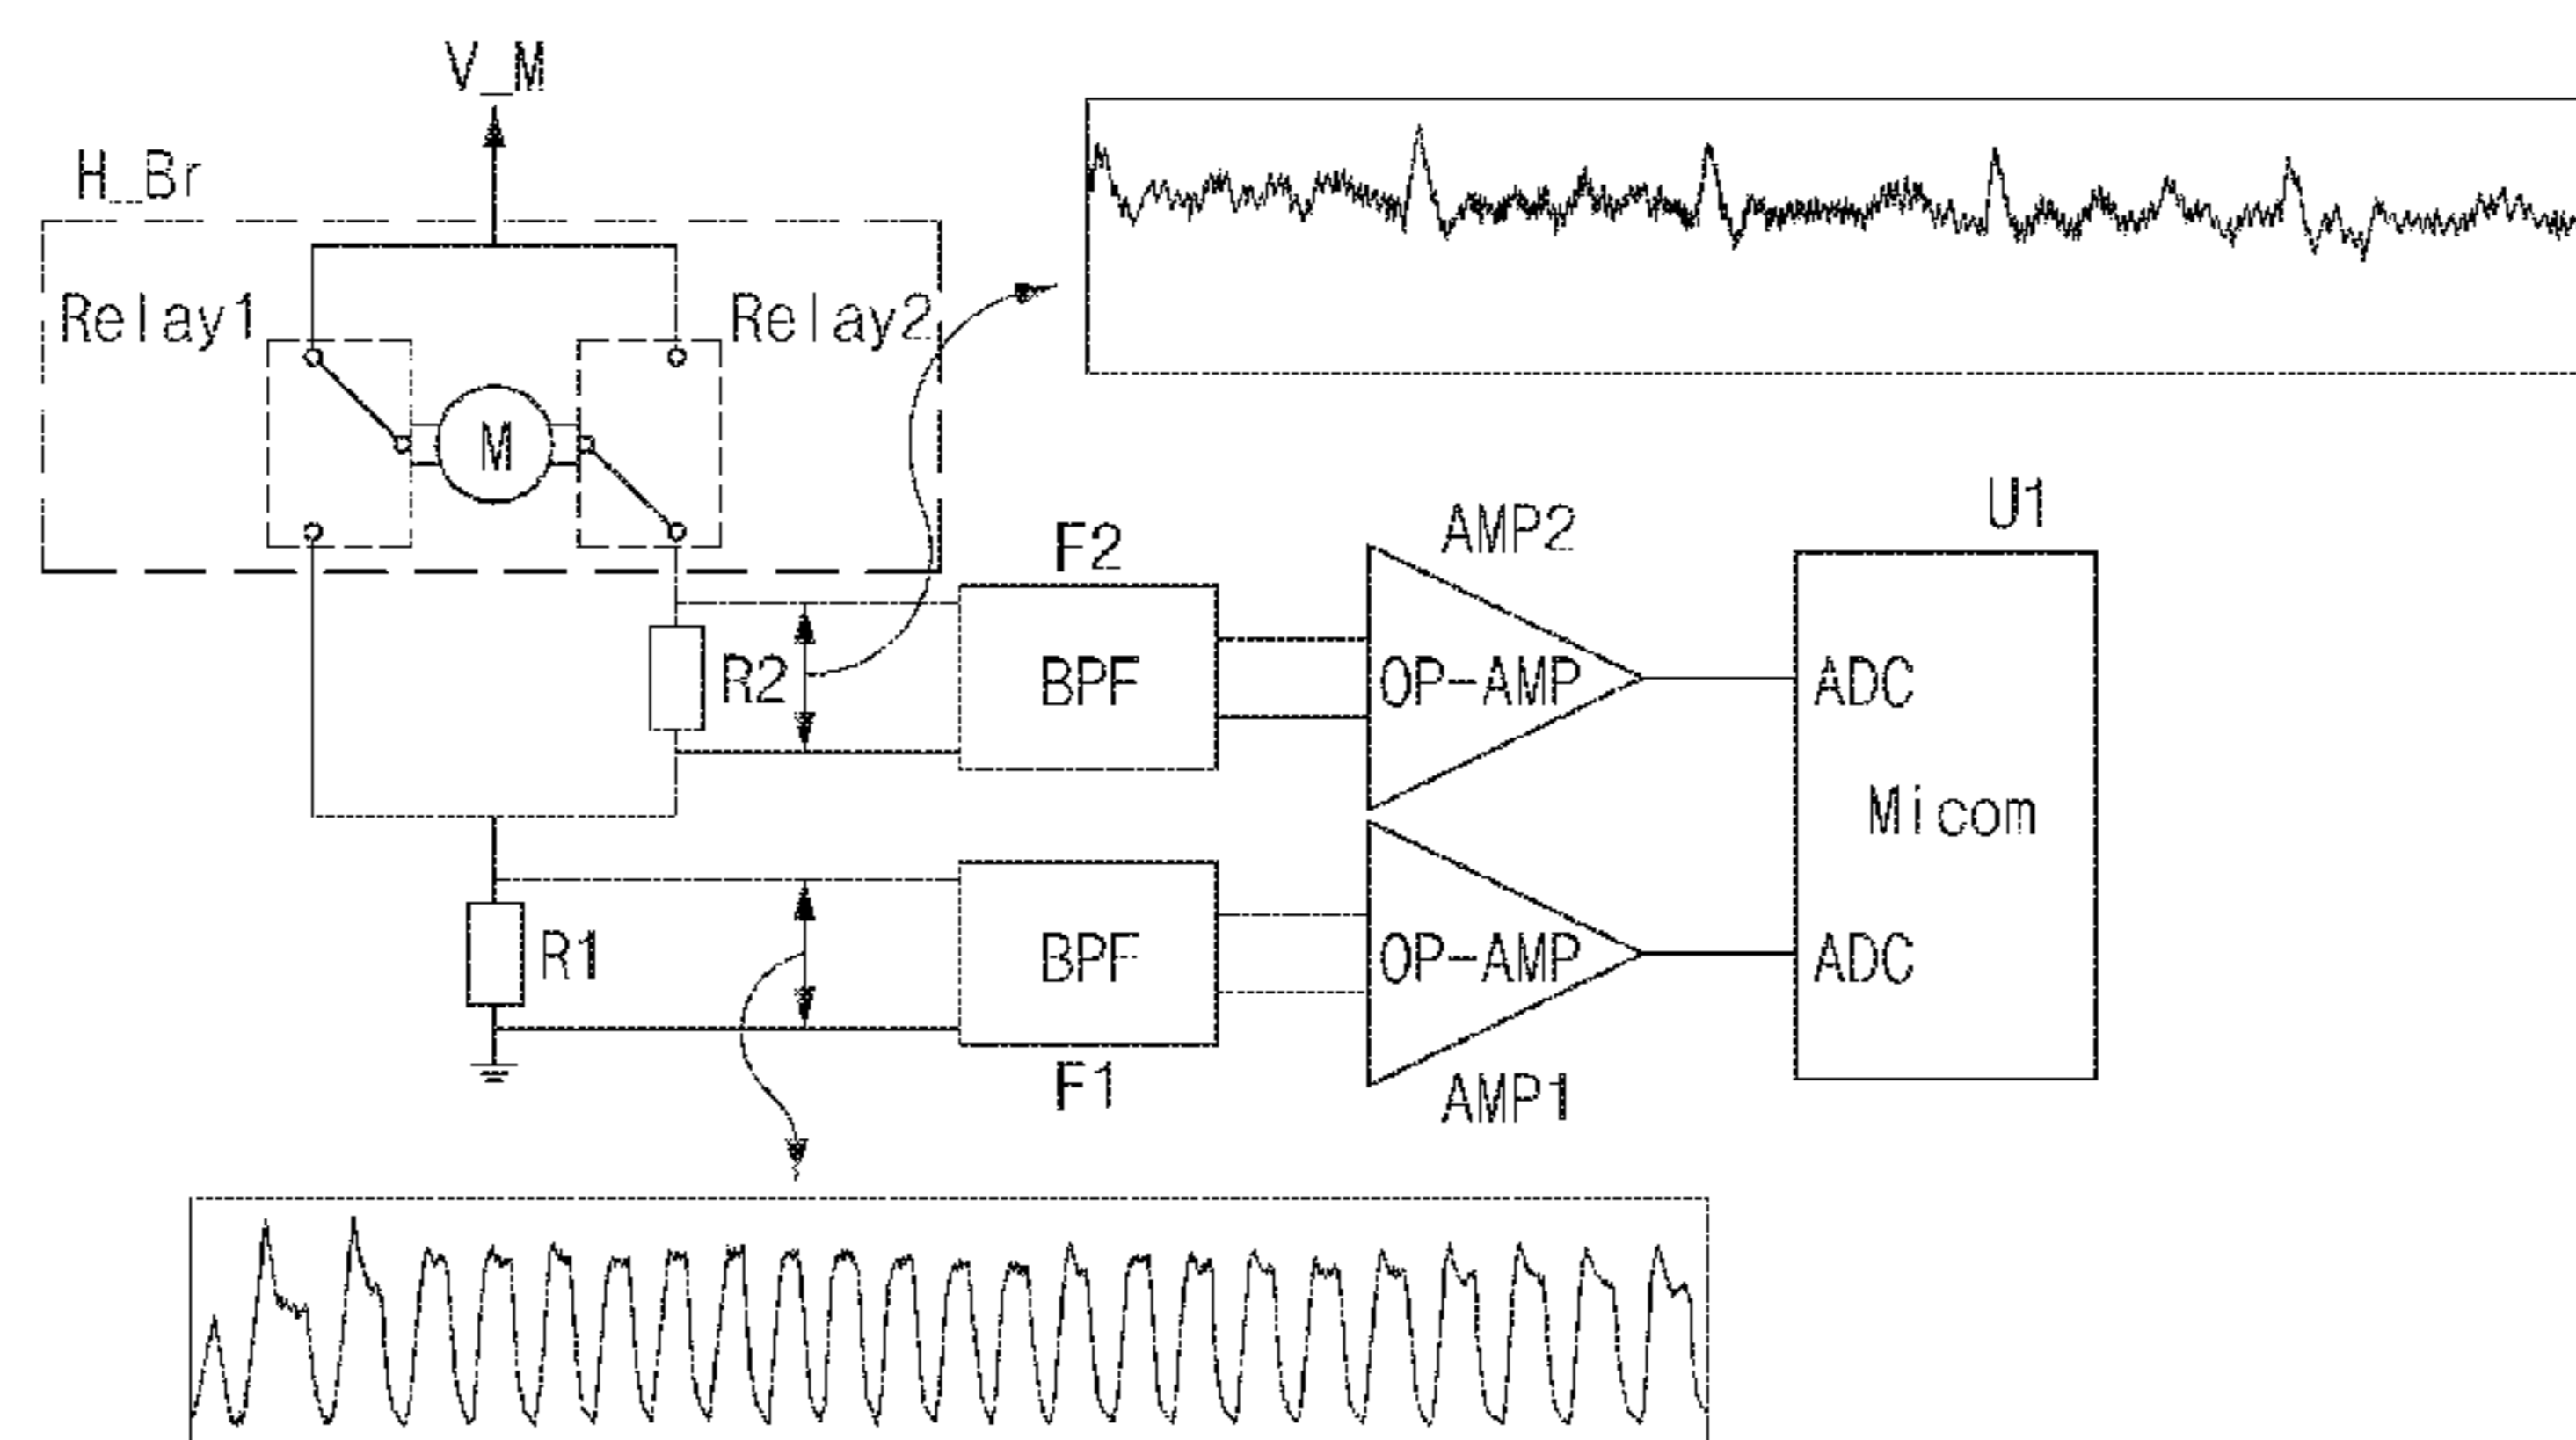 V_M
H_Br
Relay1
Relay2
M
U1
AMP2
F2
R2
BPF
OP-AMP
ADC
Micom
R1
BPF
OP-AMP
ADC
F1
AMP1